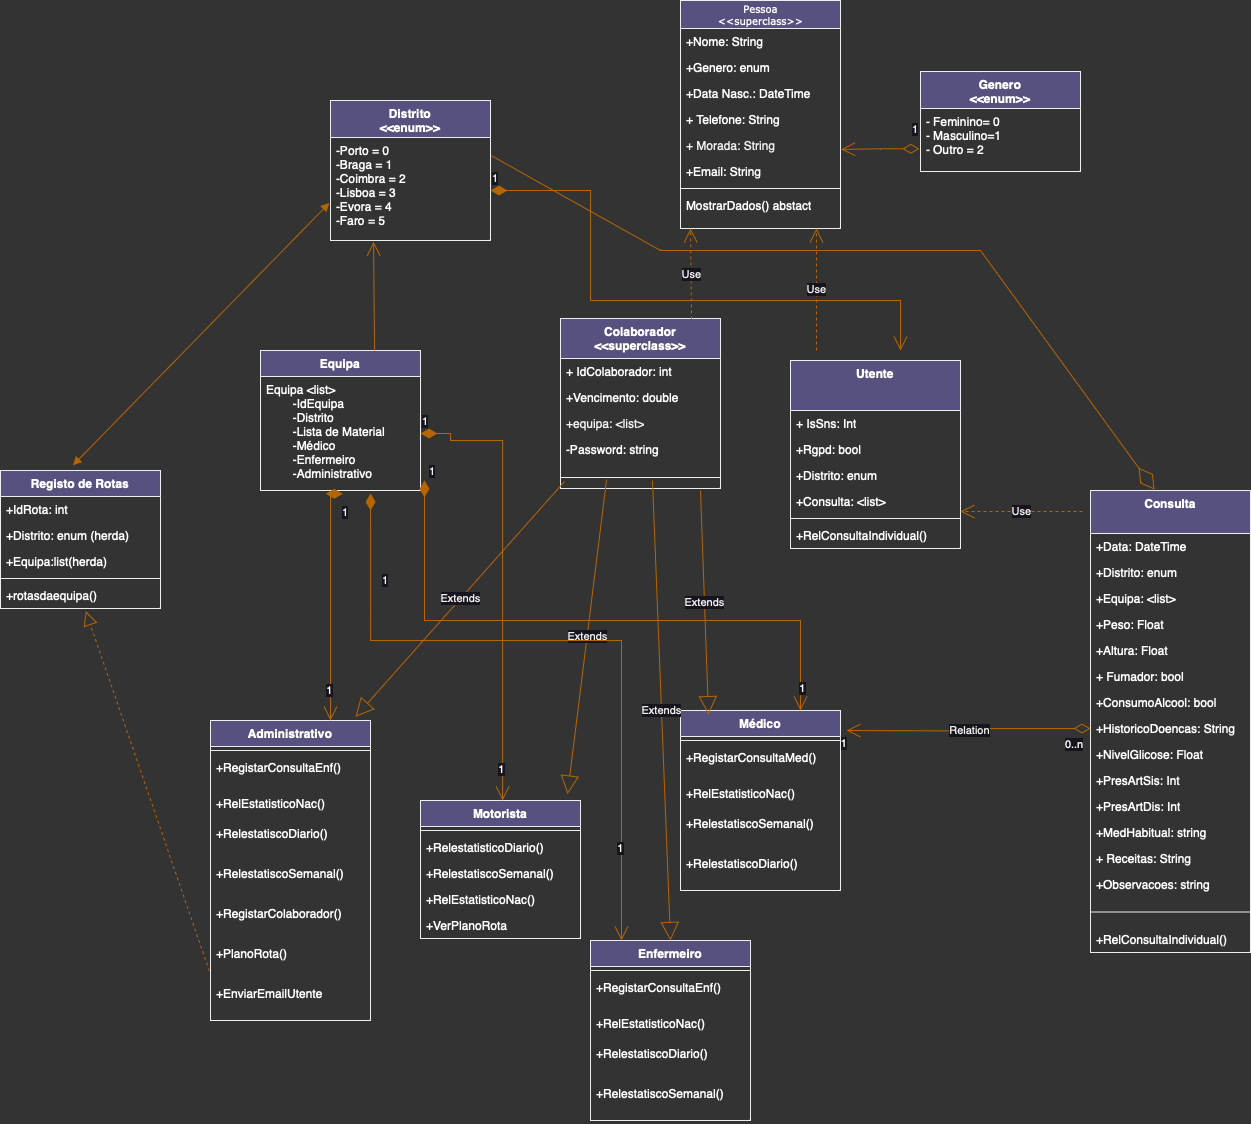 Pessoa
<<superclass>>
+Nome: String
+Genero: enum
+Data Nasc.: DateTime
+ Telefone: String
+ Morada: String
+Email: String
MostrarDados() abstact
Genero
<<enum>>
- Feminino= 0
- Masculino=1
- Outro = 2
1
Distrito
<<enum>>
-Porto = 0
-Braga = 1
-Coimbra = 2
-Lisboa = 3
-Evora = 4
-Faro = 5
1
Use
Use
Colaborador
<<superclass>>
+ IdColaborador: int
+Vencimento: double
+equipa: <list>
-Password: string
Equipa
Equipa <list>
-IdEquipa
-Distrito
-Lista de Material
-Médico
-Enfermeiro
-Administrativo
1
1
1
1
Utente
+ IsSns: Int
+Rgpd: bool
+Distrito: enum
+Consulta: <list>
+RelConsultaIndividual()
Use
Registo de Rotas
+IdRota: int
+Distrito: enum (herda)
+Equipa:list(herda)
+rotasdaequipa()
Consulta
+Data: DateTime
+Distrito: enum
+Equipa: <list>
+Peso: Float
+Altura: Float
+ Fumador: bool
+ConsumoAlcool: bool
+HistoricoDoencas: String
+NivelGlicose: Float
+PresArtSis: Int
+PresArtDis: Int
+MedHabitual: string
+ Receitas: String
+Observacoes: string
+RelConsultaIndividual()
Extends
Extends
Extends
Extends
1
1
1
1
Relation
1
0..n
Administrativo
+RegistarConsultaEnf()
+RelEstatisticoNac()
+RelestatiscoDiario()
+RelestatiscoSemanal()
+RegistarColaborador()
+PlanoRota()
+EnviarEmailUtente
Motorista
+RelestatisticoDiario()
+RelestatiscoSemanal()
+RelEstatisticoNac()
+VerPlanoRota
Médico
+RegistarConsultaMed()
+RelEstatisticoNac()
+RelestatiscoSemanal()
+RelestatiscoDiario()
Enfermeiro
+RegistarConsultaEnf()
+RelEstatisticoNac()
+RelestatiscoDiario()
+RelestatiscoSemanal()